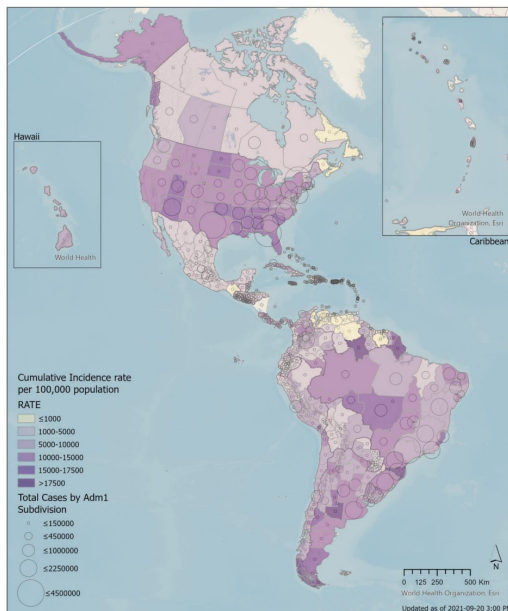 Hawaii
World Health
World Health
Organization, Esri
Caribbean
Cumulative Incidence rate
per 100,000 population
RATE
≤1000
1000-5000
5000-10000
10000-15000
15000-17500
>17500
Total Cases by Adm1
Subdivision
≤150000
≤450000
≤1000000
≤2250000
≤4500000
N
0 125 250 500 Km
World Health Organization, Esri
Updated as of 2021-09-20 3:00 PM